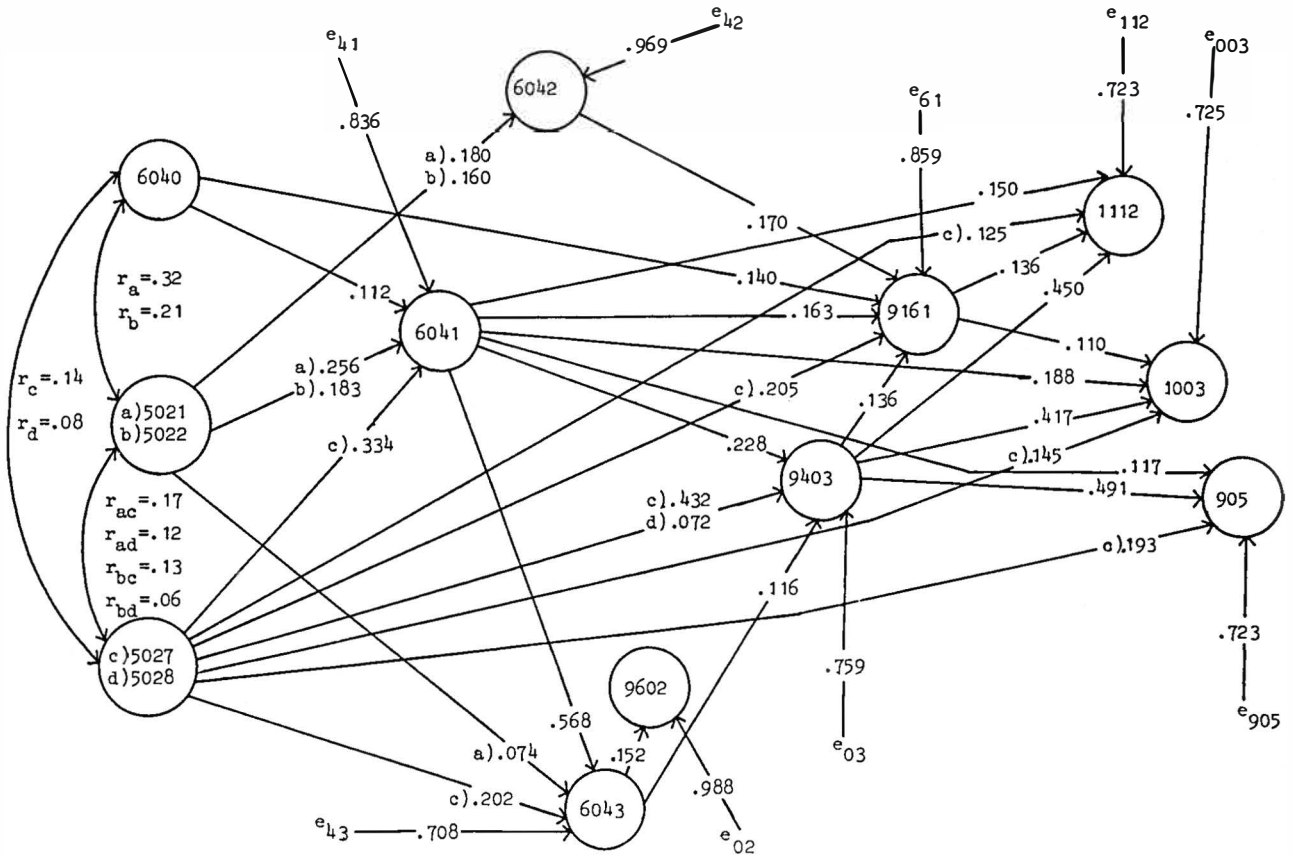 e112
e42
e41
e003
.969
e61
6042
.723
.725
.836
.859
a).180
b).160
6040
.150
1112
.170
c).125
.136
.140
.450
ra=.32
.112
rb=.21
6041
.163
9161
.110
a).256
b).183
rc=.14
c).205
.188
1003
.136
rd=.08
a)5021
b)5022
.417
c).334
.228
c).145
9403
.117
rac=.17
c).432
.491
905
rad=.12
d).072
c).193
rbc=.13
.116
rbd=.06
.723
c)5027
.759
d)5028
9602
.568
e905
a).074
.152
e03
.988
c).202
6043
e43
.708
e02